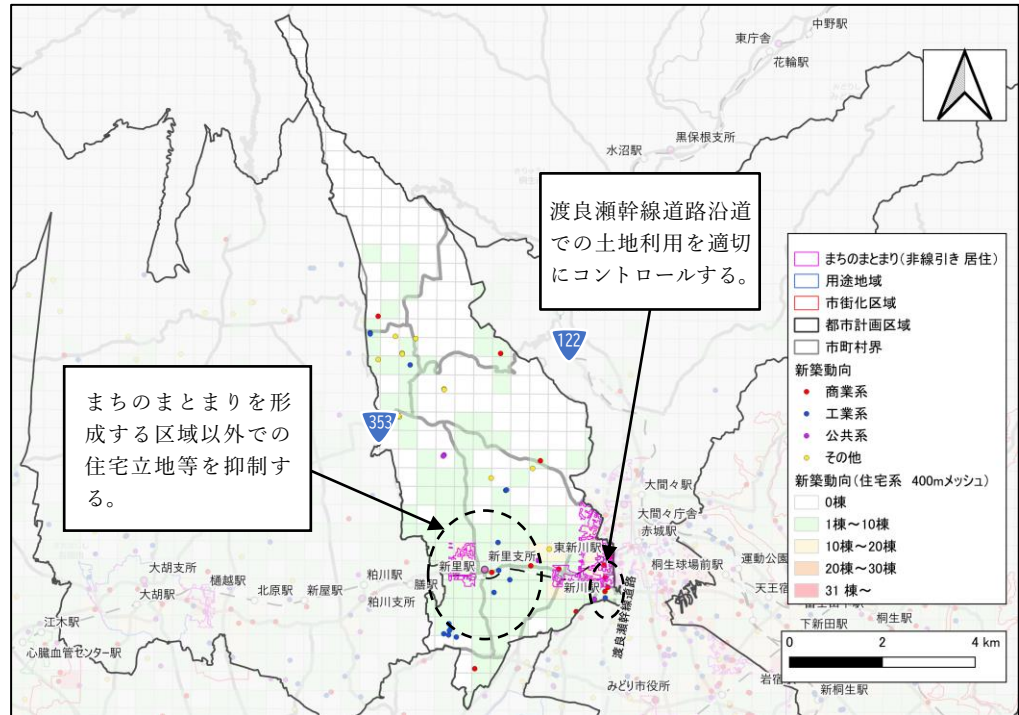 中野駅
東庁舎
花輪駅
黒保根支所
水沼駅
渡良瀬幹線道路沿道
での土地利用を適切
にコントロールする。
122
353
まちのまとまりを形
成する区域以外での
住宅立地等を抑制す
る。
まちのまとまり(非線引き 居住)
用途地域
市街化区域
都市計画区域
市町村界
新築動向
商業系
工業系
公共系
その他
新築動向(住宅系 400mメッシュ)
0棟
1棟~10棟
10棟~20棟
20棟~30棟
31 棟~
大間々駅
大間々庁舎
赤城駅
東新川駅
新里支所
新里駅
膳駅
粕川駅
粕川支所
新屋駅
北原駅
樋越駅
大胡支所
大胡駅
江木駅
心臓血管センター駅
新川駅
桐生球場前駅
運動公園
天王宿
渡良瀬幹線道路
下新田駅
桐生駅
みどり市役所
岩宿
新桐生駅
0 2 4 km